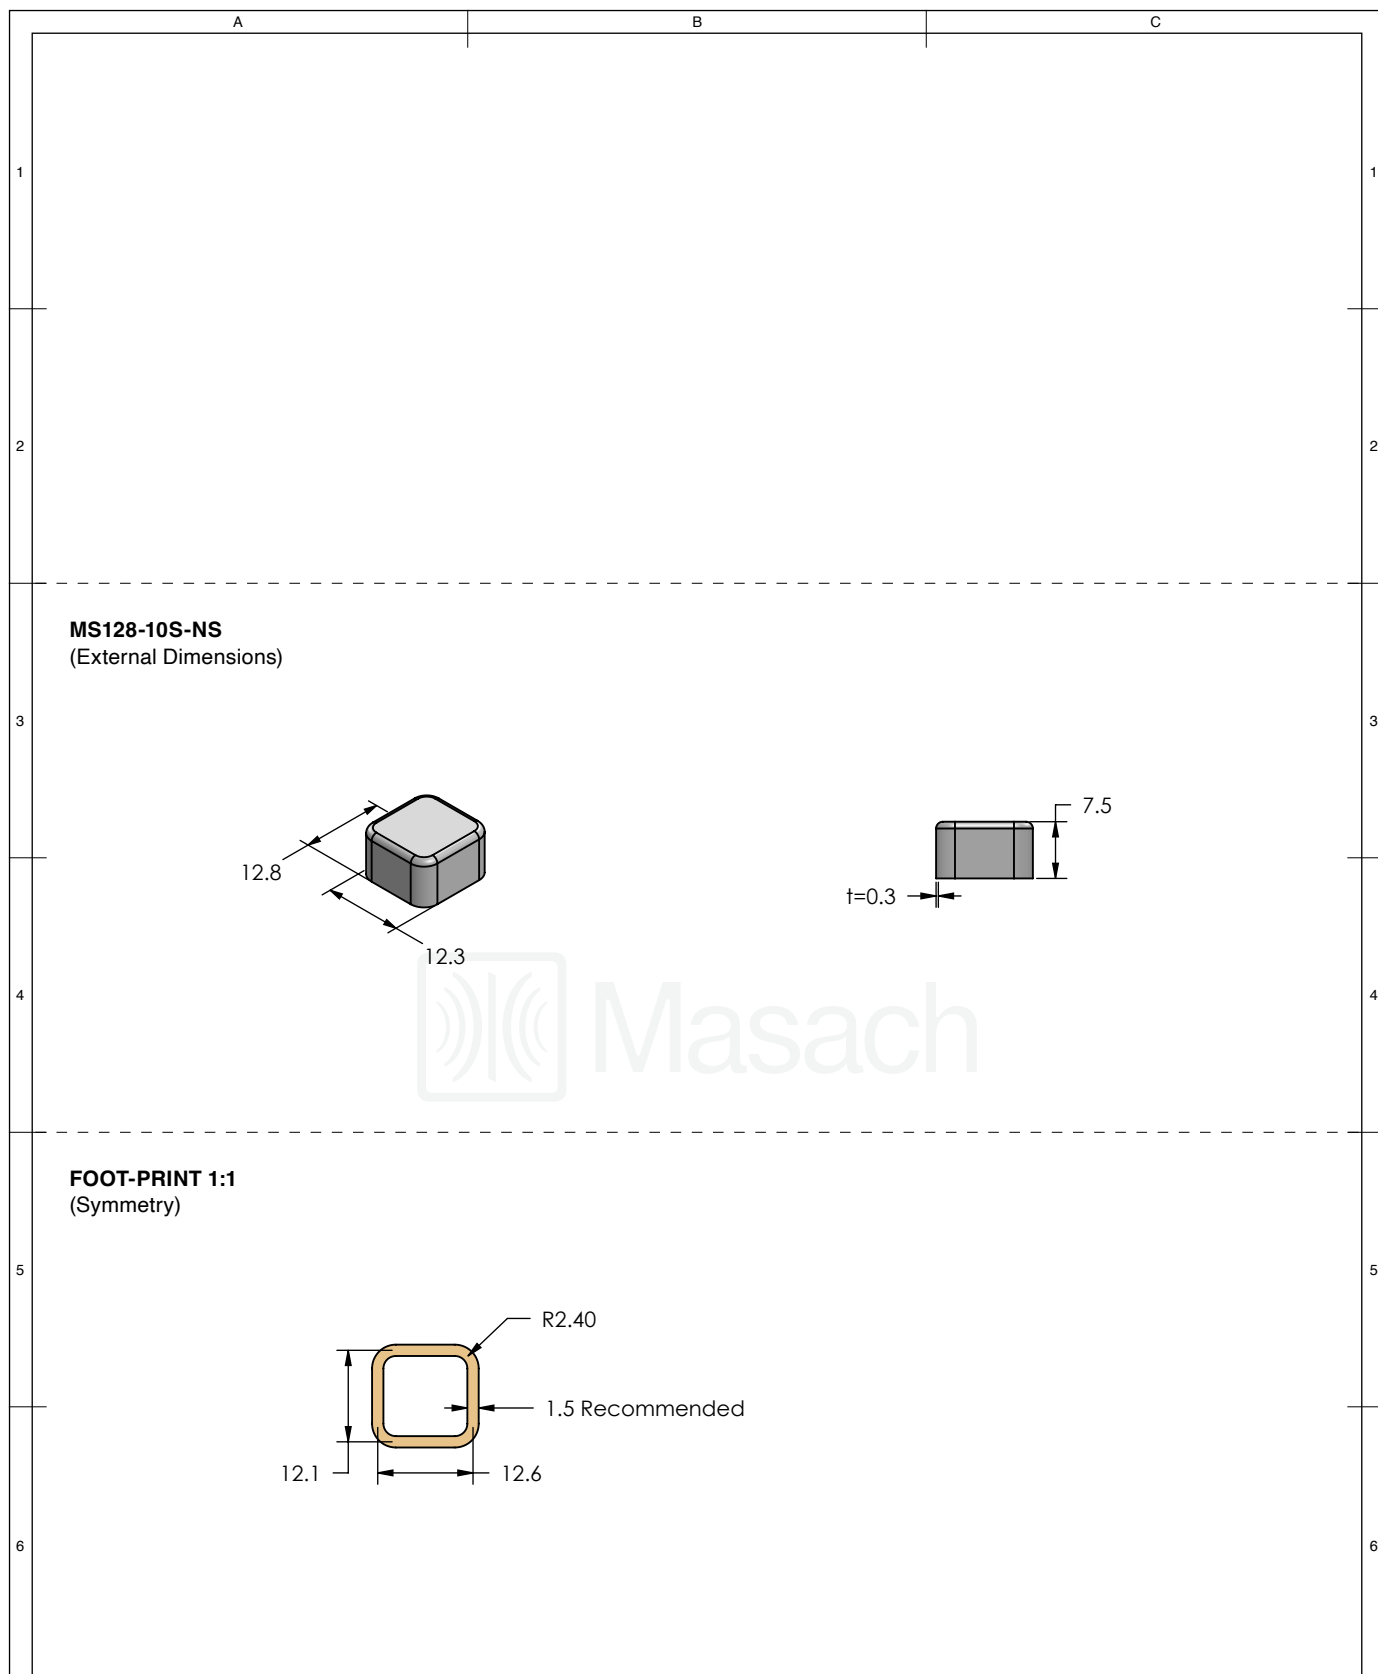 A B C
1 1
2 2
MS128-10S-NS
(External Dimensions)
3 3
7.5
12.8
t=0.3
12.3
Masach
4 4
FOOT-PRINT 1:1
(Symmetry)
5 5
R2.40
1.5 Recommended
12.1 12.6
6 6